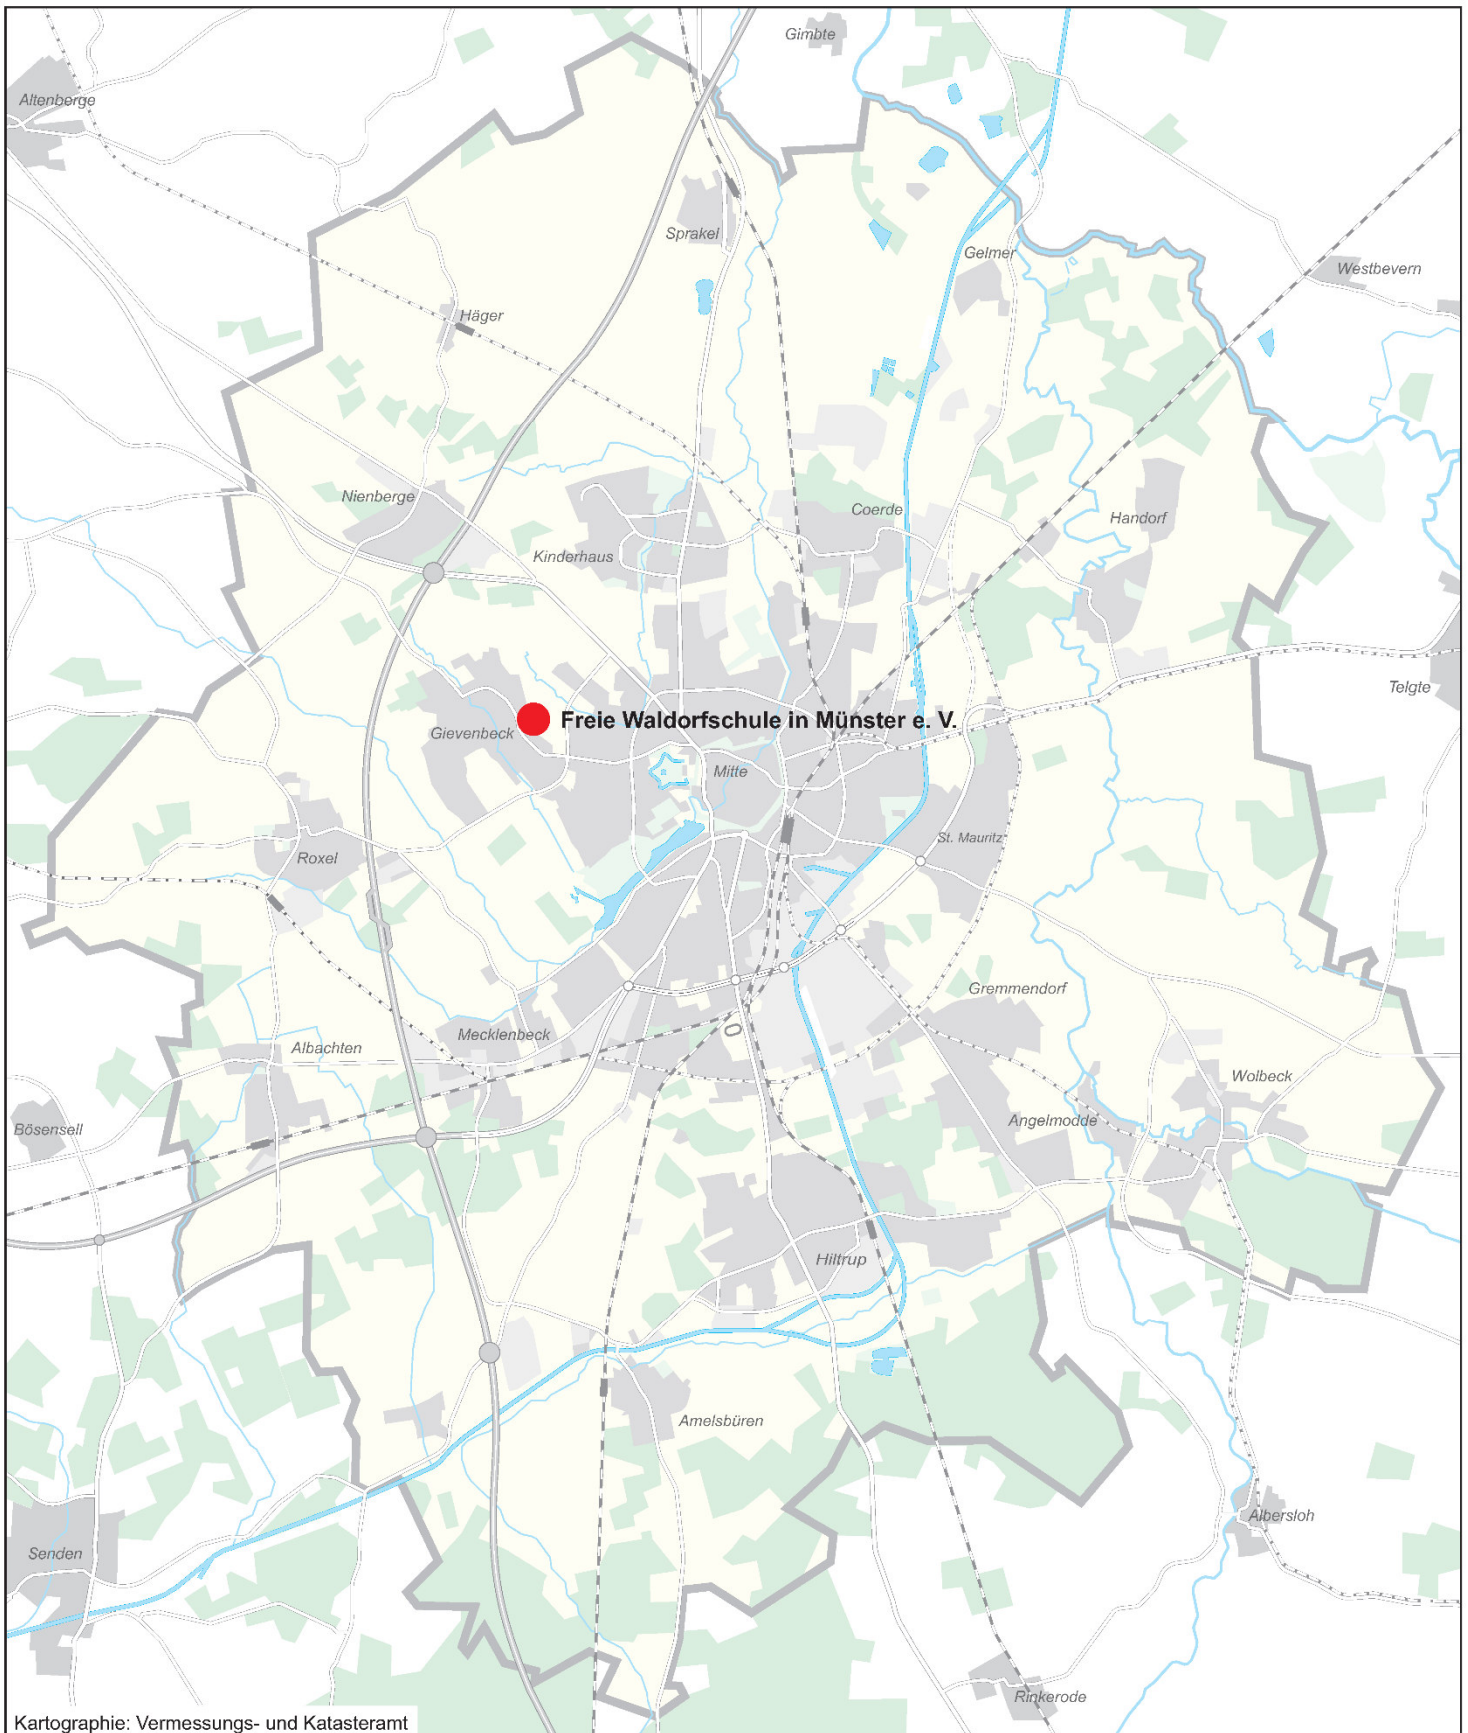 Gimbte
Altenberge
Sprakel
Gelmer
Westbevern
Häger
Nienberge
Coerde
Handorf
Kinderhaus
Telgte
Freie Waldorfschule in Münster e. V.
Gievenbeck
Mitte
St. Mauritz
Roxel
Gremmendorf
Mecklenbeck
Albachten
Wolbeck
Angelmodde
Bösensell
Hiltrup
Amelsbüren
Albersloh
Senden
Rinkerode
Kartographie: Vermessungs- und Katasteramt